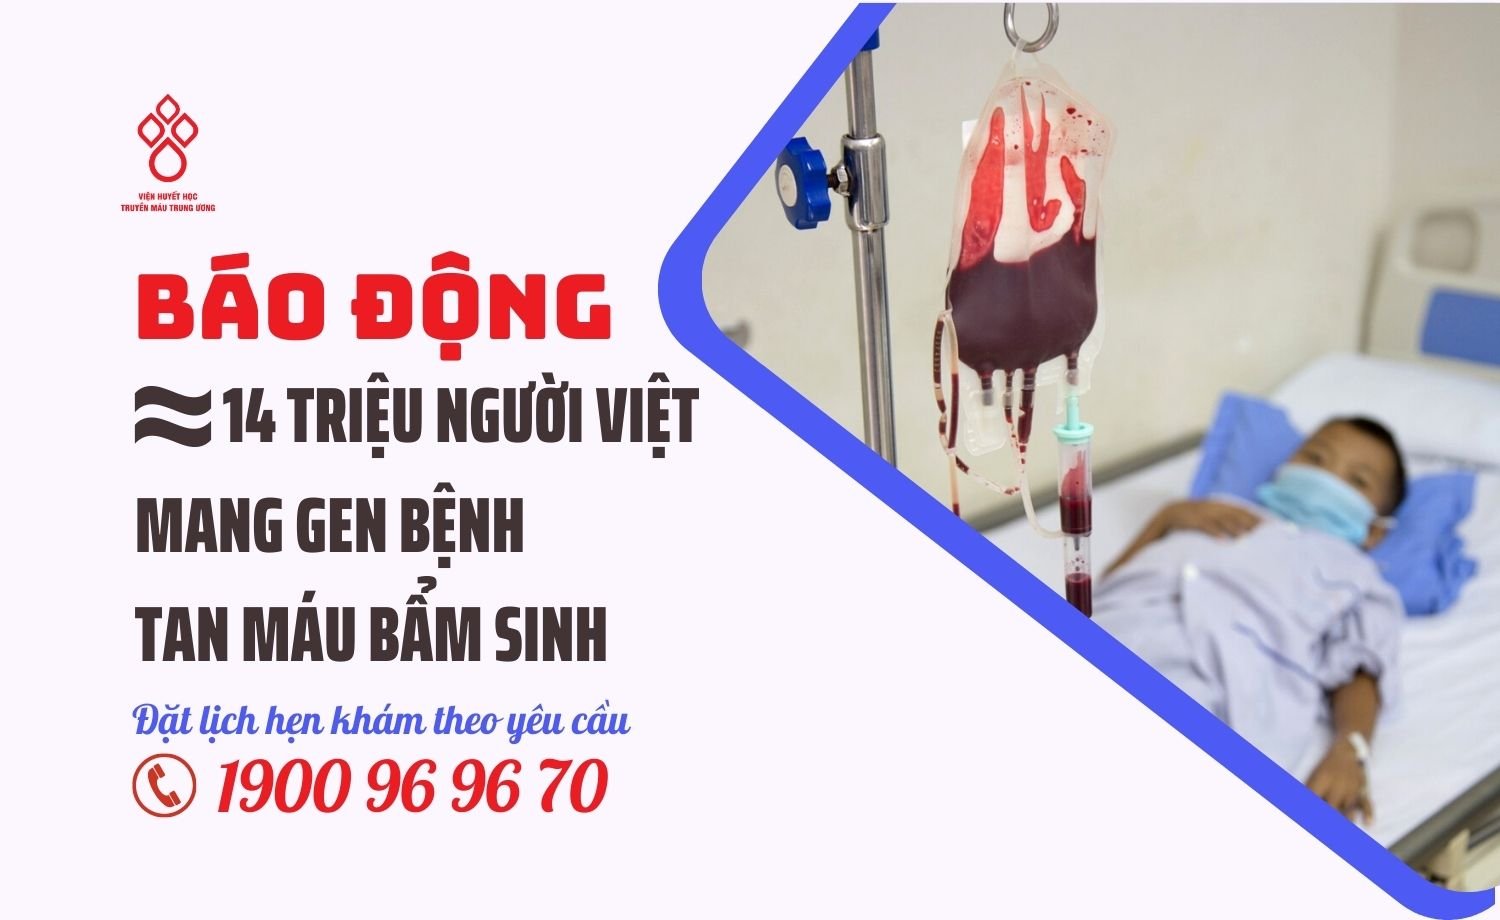 VIỆN HUYẾT HỌC
TRUYỀN MÁU TRUNG ƯƠNG
BÁO ĐỘNG
≈ 14 TRIỆU NGƯỜI VIỆT
MANG GEN BỆNH
TAN MÁU BẨM SINH
Đặt lịch hẹn khám theo yêu cầu
1900 96 96 70